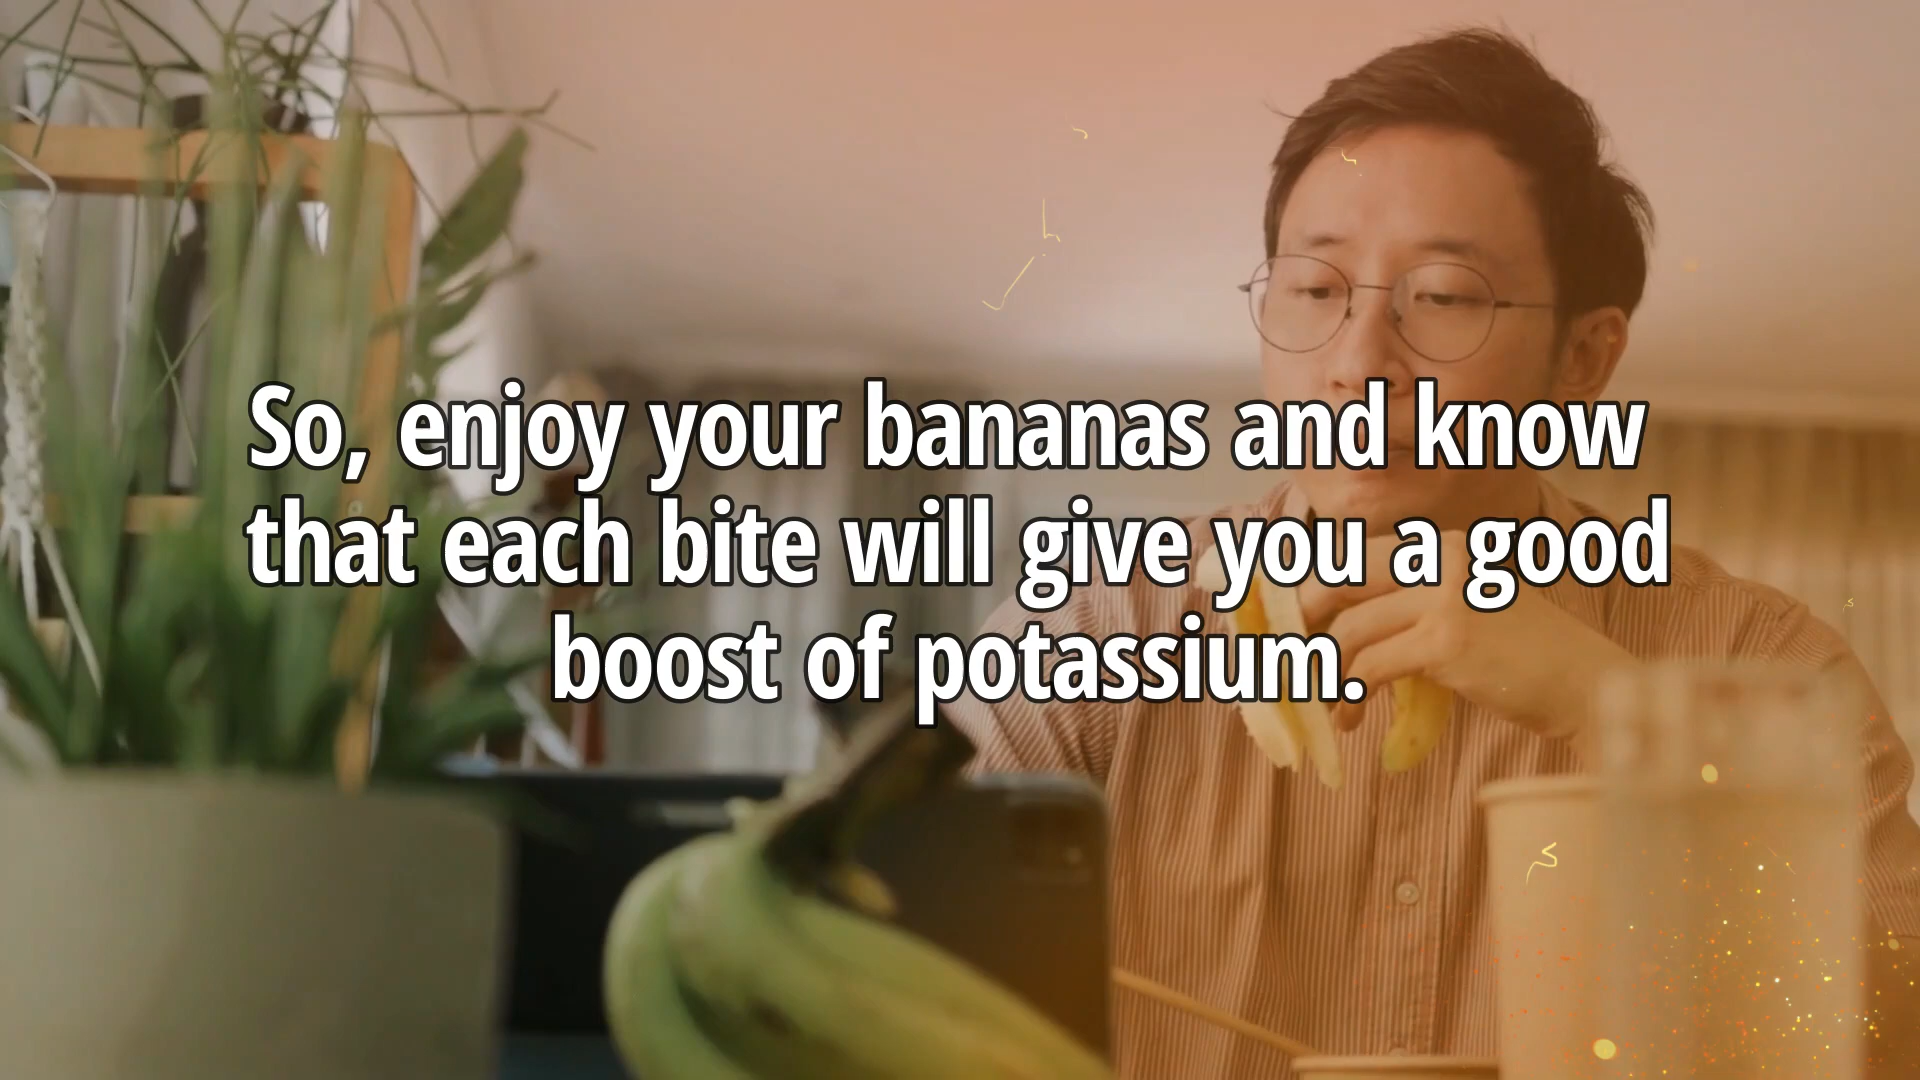 So, enjoy your bananas and know
that each bite will give you a good
boost of potassium.